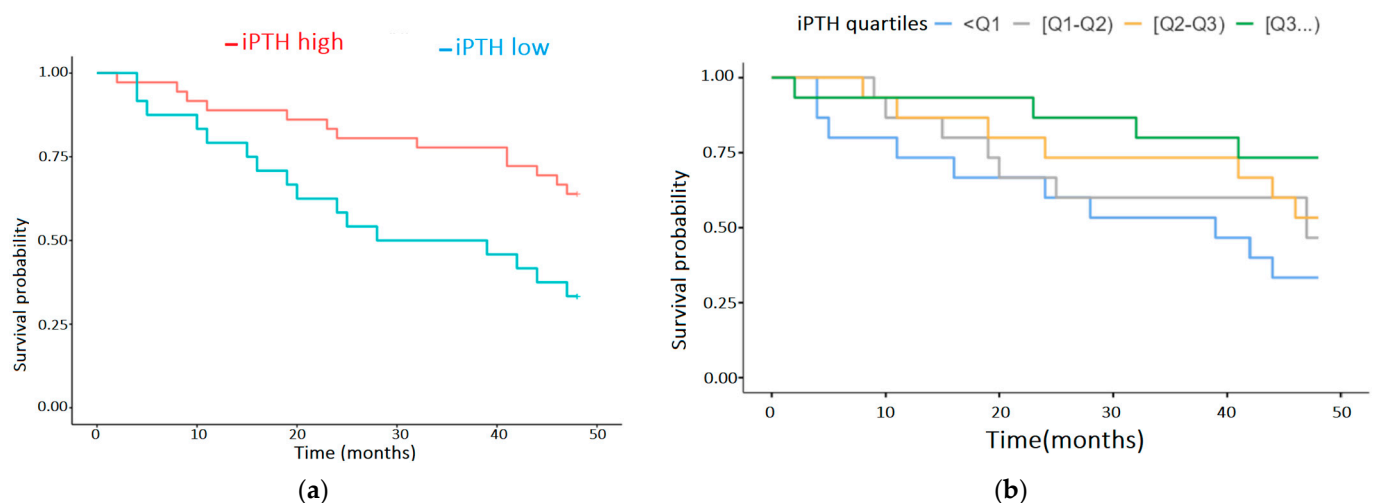 iPTH high iPTH low
1.00
0.75
0.50
0.25
0.00
Survival probability
0 10 20 30 40 50
Time (months)
(a)
iPTH quartiles <Q1 [Q1-Q2) [Q2-Q3) [Q3...)
1.00
0.75
0.50
0.25
0.00
Survival probability
0 10 20 30 40 50
Time(months)
(b)